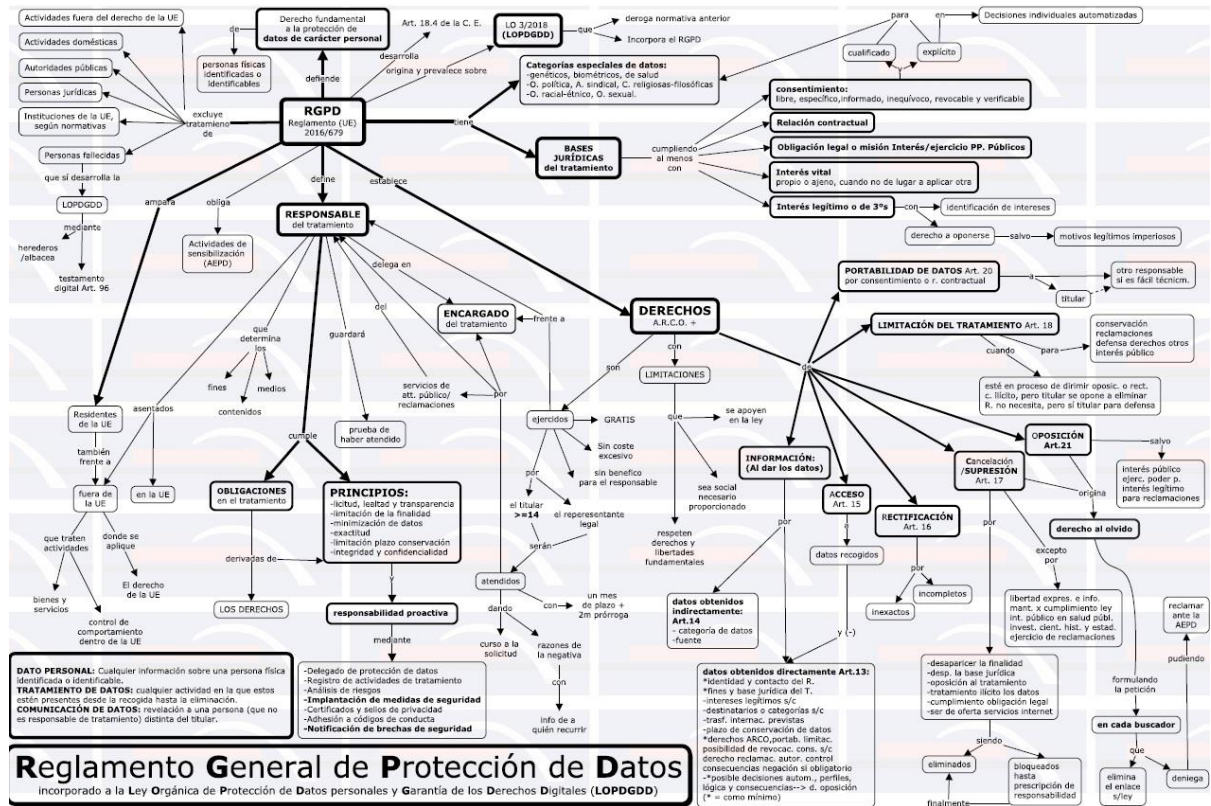 Actividades fuera del derecho de la UE
Actividades domésticas
Autoridades públicas
Personas jurídicas
Instituciones de la UE,
según normativas
Personas fallecidas
excluye
tratamieno
de
que sí desarrolla la
LOPDGDD
mediante
herederos
/albacea
testamento
digital Art. 96
Derecho fundamental
a la protección de
datos de carácter personal
de
personas físicas
identificadas o
identificables
defiende
Art. 18.4 de la C. E.
desarrolla
origina y prevalece sobre
LO 3/2018
(LOPDGDD)
que
deroga normativa anterior
Incorpora el RGPD
RGPD
Reglamento (UE)
2016/679
tiene
Categorías especiales de datos:
-genéticos, biométricos, de salud
-O. política, A. sindical, C. religiosas-filosóficas
-O. racial-étnico, O. sexual.
para
en
Decisiones individuales automatizadas
cualificado
explícito
y
BASES
JURÍDICAS
del tratamiento
cumpliendo
al menos
con
consentimiento:
libre, específico,informado, inequívoco, revocable y verificable
Relación contractual
Obligación legal o misión Interés/ejercicio PP. Públicos
Interés vital
propio o ajeno, cuando no de lugar a aplicar otra
Interés legítimo o de 3ºs
con
identificación de intereses
derecho a oponerse
salvo
motivos legítimos imperiosos
ampara
obliga
Actividades de
sensibilización
(AEPD)
define
establece
RESPONSABLE
del tratamiento
delega en
del
ENCARGADO
del tratamiento
frente a
que
determina
los
fines
contenidos
medios
guardará
prueba de
haber atendido
servicios de
att. público/
reclamaciones
por
Residentes
de la UE
también
frente a
asentados
fuera de
la UE
en la UE
que traten
actividades
donde se
aplique
bienes y
servicios
control de
comportamiento
dentro de la UE
El derecho
de la UE
cumple
OBLIGACIONES
en el tratamiento
derivadas de
LOS DERECHOS
PRINCIPIOS:
-licitud, lealtad y transparencia
-limitación de la finalidad
-minimización de datos
-exactitud
-limitación plazo conservación
-integridad y confidencialidad
y
responsabilidad proactiva
mediante
-Delegado de protección de datos
-Registro de actividades de tratamiento
-Análisis de riesgos
-Implantación de medidas de seguridad
-Certificados y sellos de privacidad
-Adhesión a códigos de conducta
-Notificación de brechas de seguridad
DERECHOS
A.R.C.O. +
son
ejercidos
GRATIS
Sin coste
excesivo
sin benefico
para el responsable
por
el titular
>=14
el repersentante
legal
serán
atendidos
con
un mes
de plazo +
2m prórroga
dando
curso a la
solicitud
razones de
la negativa
info de a
quién recurrir
con
LIMITACIONES
que
se apoyen
en la ley
sea social
necesario
proporcionado
respeten
derechos y
libertades
fundamentales
de
PORTABILIDAD DE DATOS Art. 20
por consentimiento o r. contractual
a
otro responsable
si es fácil técnicm.
titular
LIMITACIÓN DEL TRATAMIENTO Art. 18
para
conservación
reclamaciones
defensa derechos otros
interés público
cuando
esté en proceso de dirimir oposic. o rect.
c. Ilícito, pero titular se opone a eliminar
R. no necesita, pero sí titular para defensa
OPOSICIÓN
Art.21
salvo
interés público
ejerc. poder p.
interés legítimo
para reclamaciones
INFORMACIÓN:
(Al dar los datos)
por
datos obtenidos
indirectamente:
Art.14
- categoría de datos
-fuente
ACCESO
Art. 15
a
datos recogidos
y (-)
datos obtenidos directamente Art.13:
*identidad y contacto del R.
*fines y base jurídica del T.
-intereses legítimos s/c
-destinatarios o categorías s/c
-trasf. internac. previstas
-plazo de conservación de datos
*derechos ARCO,portab. limitac.
posibilidad de revocac. cons. s/c
derecho reclamac. autor. control
consecuencias negación si obligatorio
-*posible decisiones autom., perfiles,
lógica y consecuencias--> d. oposición
(* = como mínimo)
RECTIFICACIÓN
Art. 16
por
inexactos
incompletos
Cancelación
/SUPRESIÓN
Art. 17
origina
derecho al olvido
por
excepto
por
libertad expres. e info.
mant. x cumplimiento ley
int. público en salud públ.
invest. cient. hist. y estad.
ejercicio de reclamaciones
-desaparicer la finalidad
-desp. la base jurídica
-oposición al tratamiento
-tratamiento ilícito los datos
-cumplimiento obligación legal
-ser de oferta servicios internet
siendo
eliminados
bloqueados
hasta
prescripción de
responsabilidad
finalmente
formulando
la petición
en cada buscador
que
elimina
el enlace
s/ley
deniega
pudiendo
reclamar
ante la
AEPD
DATO PERSONAL: Cualquier información sobre una persona física
identificada o identificable.
TRATAMIENTO DE DATOS: cualquier actividad en la que estos
estén presentes desde la recogida hasta la eliminación.
COMUNICACIÓN DE DATOS: revelación a una persona (que no
es responsable de tratamiento) distinta del titular.
Reglamento General de Protección de Datos
incorporado a la Ley Orgánica de Protección de Datos personales y Garantía de los Derechos Digitales (LOPDGDD)